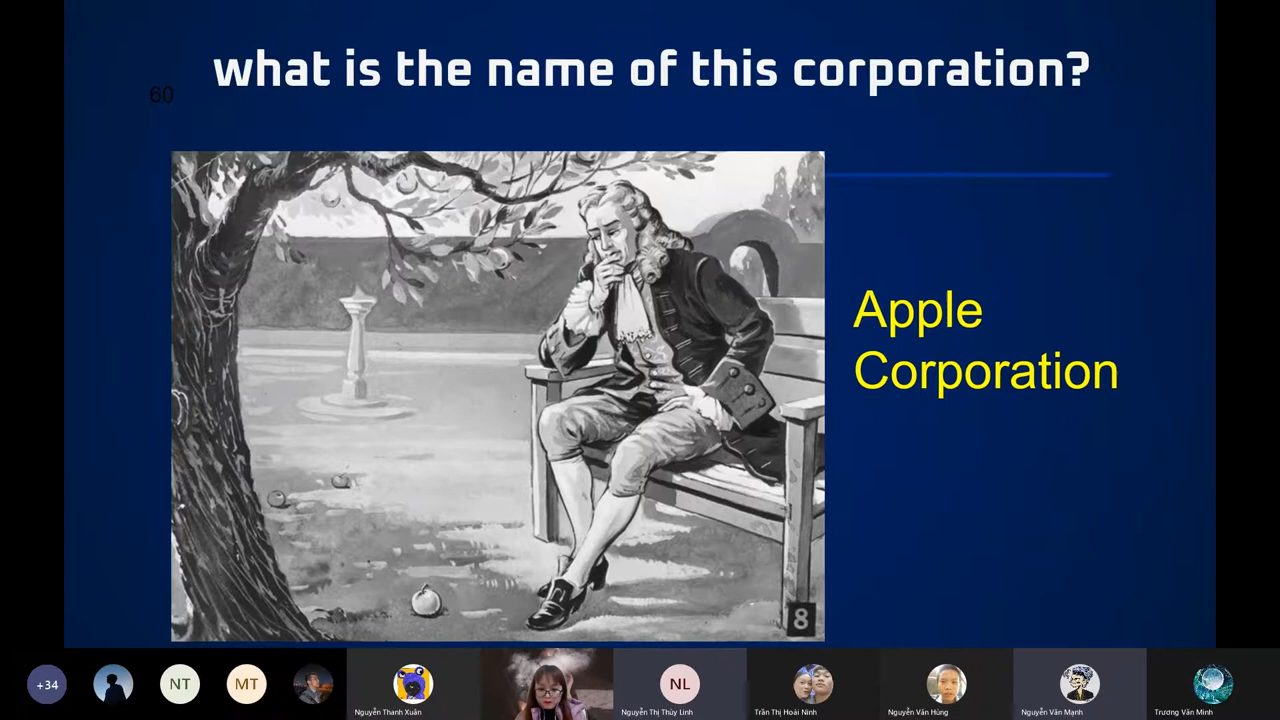 what is the name of this corporation?
60
Apple
Corporation
8
+34
NT
MT
Nguyễn Thanh Xuân
NL
Nguyễn Thị Thùy Linh
Trần Thị Hoài Ninh
Nguyễn Văn Hùng
Nguyễn Văn Mạnh
Trương Văn Minh